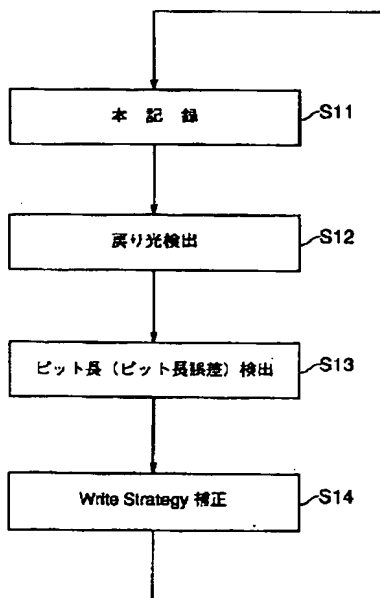 本 記 録
S11
戻り光検出
S12
ピット長（ピット長誤差）検出
S13
Write Strategy 補正
S14